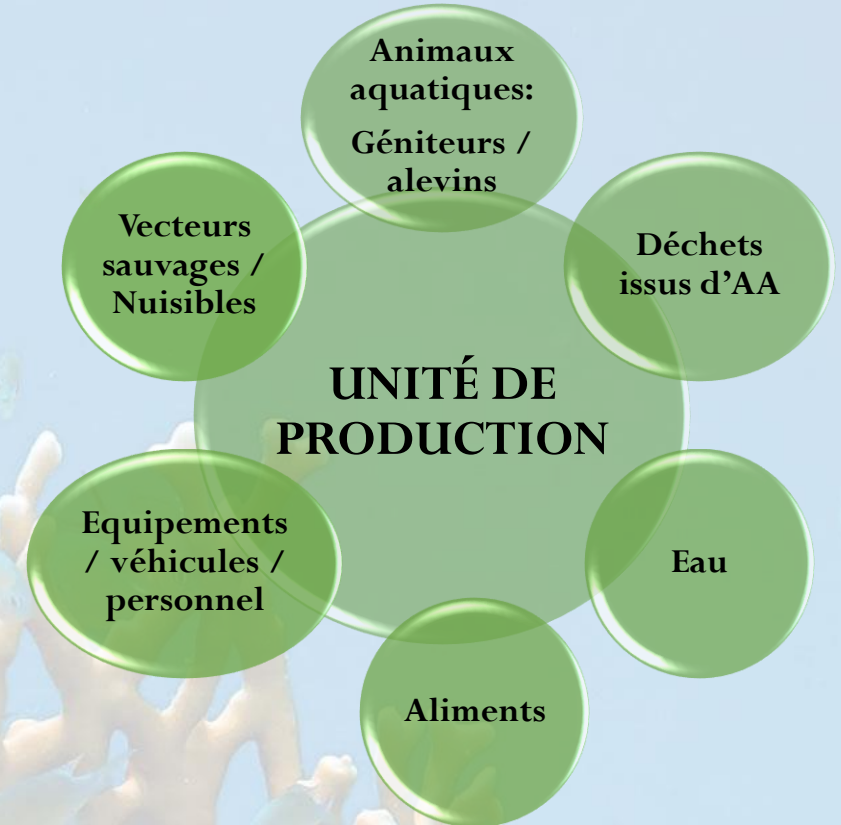 Animaux
aquatiques:
Géniteurs /
alevins
Déchets
issus d’AA
Eau
Aliments
Equipements
/ véhicules /
personnel
Vecteurs
sauvages /
Nuisibles
UNITÉ DE
PRODUCTION